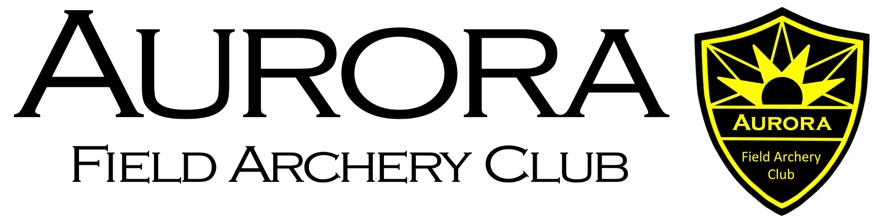 AURORA
FIELD ARCHERY CLUB
AURORA
Field Archery
Club